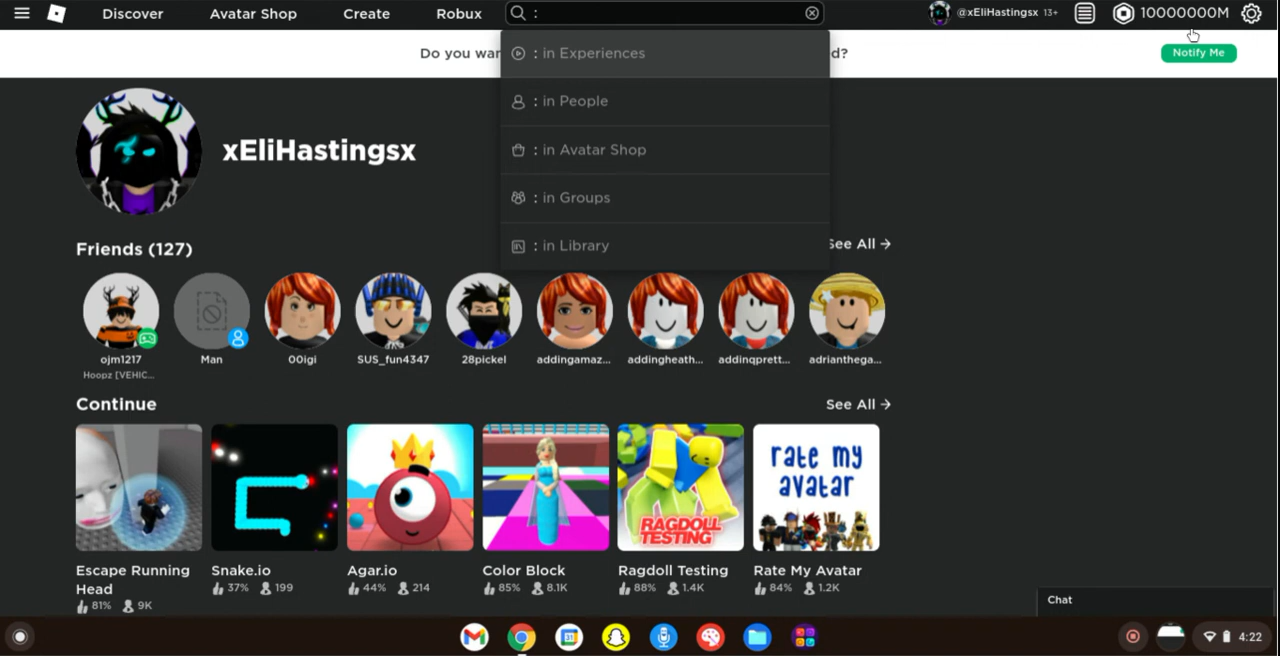 Discover Avatar Shop Create Robux : @xEliHastingsx 13+ 10000000M
Do you wan d? Notify Me
: in Experiences
: in People
: in Avatar Shop
: in Groups
: in Library
xEliHastingsx
Friends (127) See All →
ojm1217 Man 00igi SUS_fun4347 28pickel addingamaz... addingheath... addinqprett... adrianthega...
Hoopz [VEHIC...
Continue See All →
RAGDOLL
TESTING
rate my
avatar
Escape Running Head Snake.io Agar.io Color Block Ragdoll Testing Rate My Avatar
81% 9K 37% 199 44% 214 85% 8.1K 88% 1.4K 84% 1.2K
Chat
31
4:22